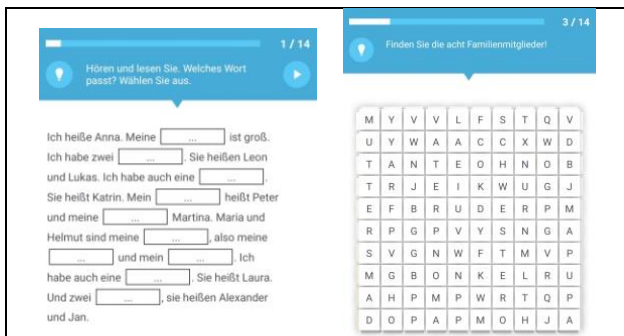 1 / 14
Hören und lesen Sie. Welches Wort
passt? Wählen Sie aus.
Ich heiße Anna. Meine ... ist groß.
Ich habe zwei ... . Sie heißen Leon
und Lukas. Ich habe auch eine ... .
Sie heißt Katrin. Mein ... heißt Peter
und meine ... Martina. Maria und
Helmut sind meine ... , also meine
... und mein ... . Ich
habe auch eine ... . Sie heißt Laura.
Und zwei ... , sie heißen Alexander
und Jan.
3 / 14
Finden Sie die acht Familienmitglieder!
M Y V V L F S T Q V
U Y W A A C C X W D
T A N T E O H N O B
T R J E I K W U G J
E F B R U D E R P M
R P G P V Y S N G A
S V G N W F T M V P
M G B O N K E L R U
A H P M P W R T Q P
D O P A P M O H J A